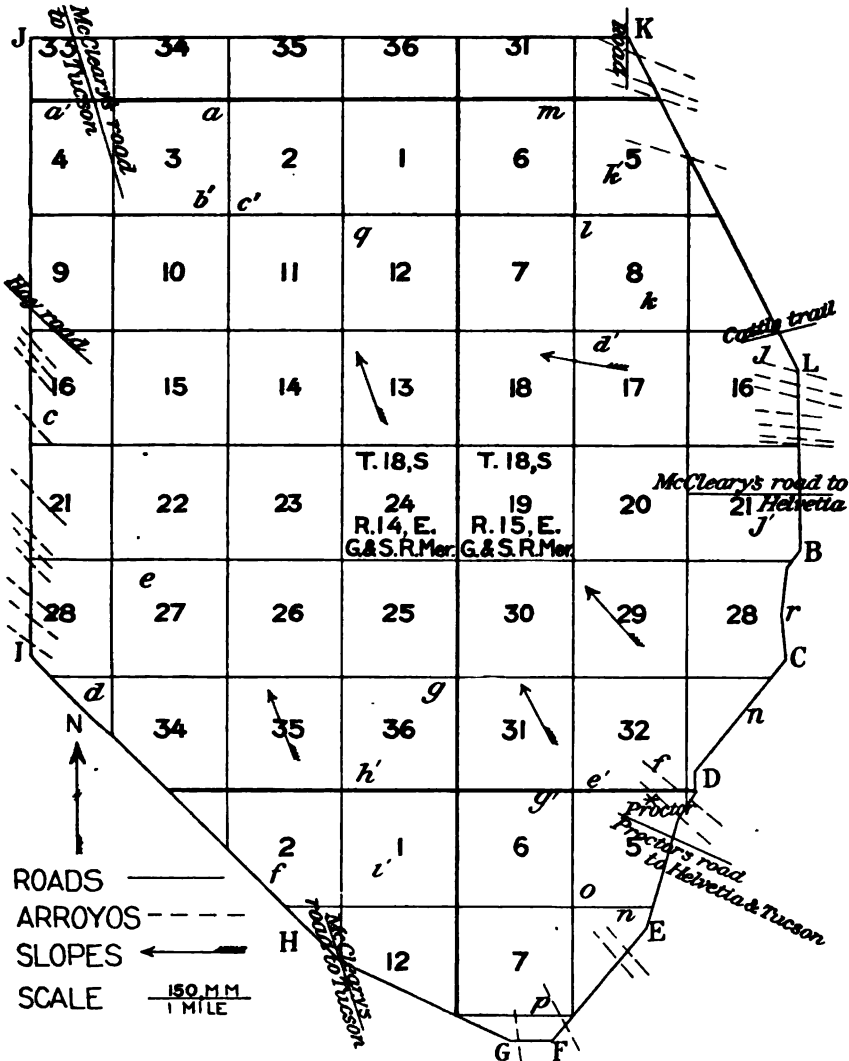 J K
McCleary's road
to Tucson
Road
33 34 35 36 31
a' a m
4 3 2 1 6 5
k'
b' c'
q l
9 10 11 12 7 8
k
Hay road
Cattle trail
d' J L
16 15 14 13 18 17 16
c
T. 18, S T. 18, S
McCleary's road to
Helvetia
21 22 23 24 19 20 21
R. 14, E. R. 15, E.
G.&S.R.Mer. G.&S.R.Mer.
J'
B
e
28 27 26 25 30 29 28 r
I C
d g n
N
34 35 36 31 32
f D
h' e'
g'
* Proctor
Proctor's road
to Helvetia & Tucson
2 1 6 5
f i'
o n E
H
McCleary's
road to Tucson
12 7
p
G F
ROADS
ARROYOS
SLOPES
SCALE 150, M M
1 MILE